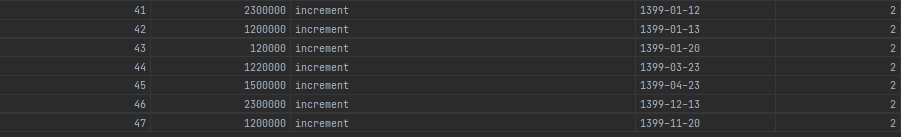 41 2300000 increment 1399-01-12 2
42 1200000 increment 1399-01-13 2
43 120000 increment 1399-01-20 2
44 1220000 increment 1399-03-23 2
45 1500000 increment 1399-04-23 2
46 2300000 increment 1399-12-13 2
47 1200000 increment 1399-11-20 2